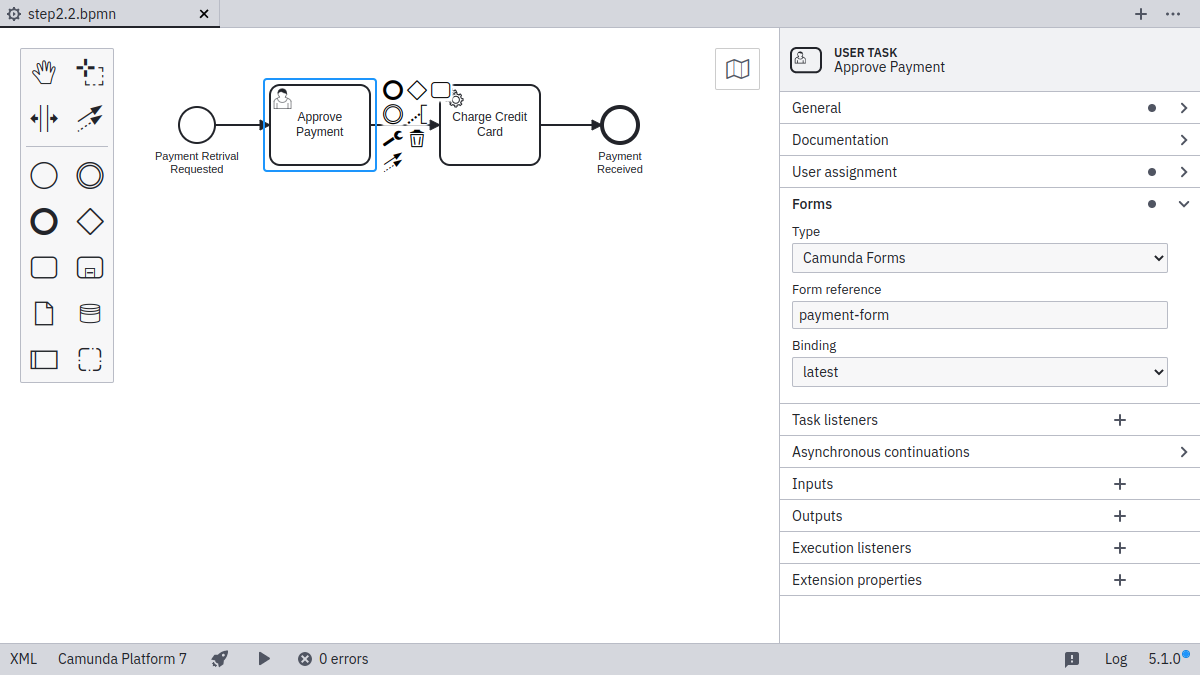 step2.2.bpmn
Approve
Payment
Charge Credit
Card
Payment Retrival
Requested
Payment
Received
USER TASK
Approve Payment
General
Documentation
User assignment
Forms
Type
Camunda Forms
Form reference
payment-form
Binding
latest
Task listeners
Asynchronous continuations
Inputs
Outputs
Execution listeners
Extension properties
XML Camunda Platform 7 0 errors Log 5.1.0